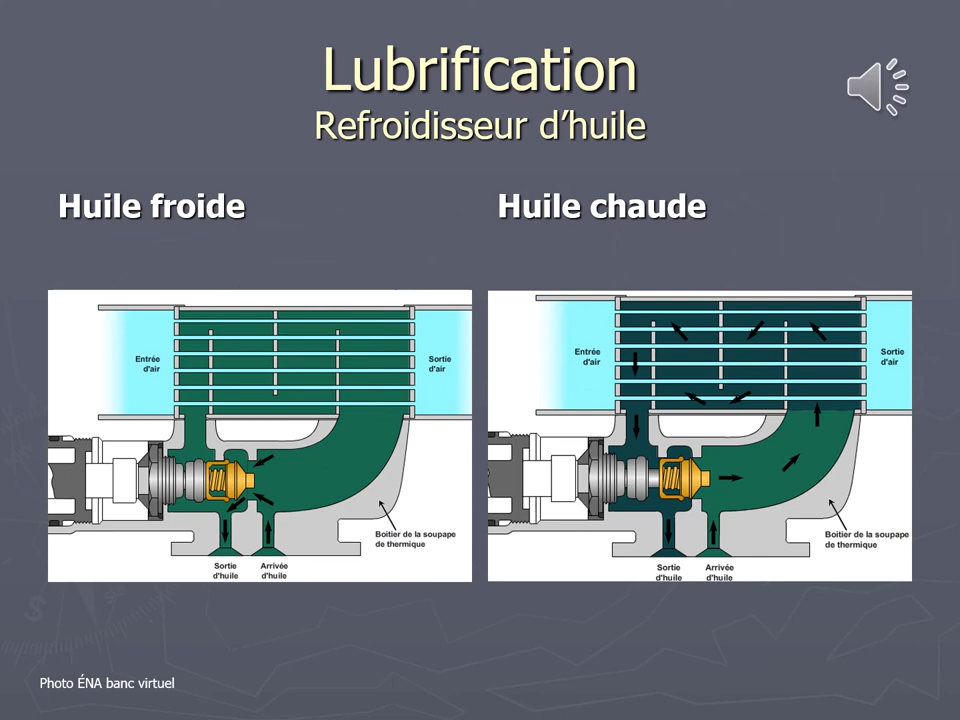 Lubrification
Refroidisseur d’huile
Huile froide
Huile chaude
Entrée
d'air
Sortie
d'air
Boitier de la soupape
de thermique
Sortie
d'huile
Arrivée
d'huile
Entrée
d'air
Sortie
d'air
Boitier de la soupape
de thermique
Sortie
d'huile
Arrivée
d'huile
Photo ÉNA banc virtuel